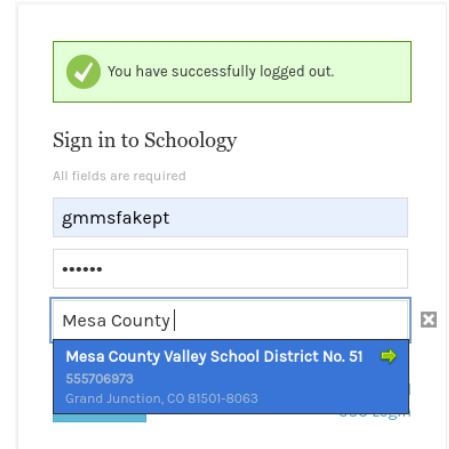 You have successfully logged out.
Sign in to Schoology
All fields are required
gmmsfakept
••••••
Mesa County
Mesa County Valley School District No. 51
555706973
Grand Junction, CO 81501-8063
Login